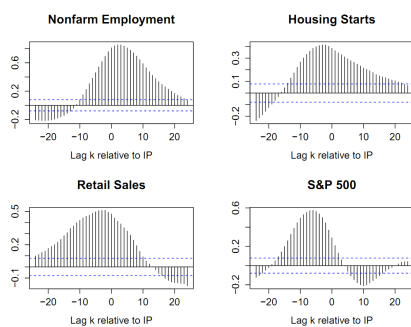 Nonfarm Employment
0.6
0.2
−0.2
−20 −10 0 10 20
Lag k relative to IP
Housing Starts
0.3
0.1
−0.2
−20 −10 0 10 20
Lag k relative to IP
Retail Sales
0.5
0.2
−0.1
−20 −10 0 10 20
Lag k relative to IP
S&P 500
0.6
0.2
−0.2
−20 −10 0 10 20
Lag k relative to IP